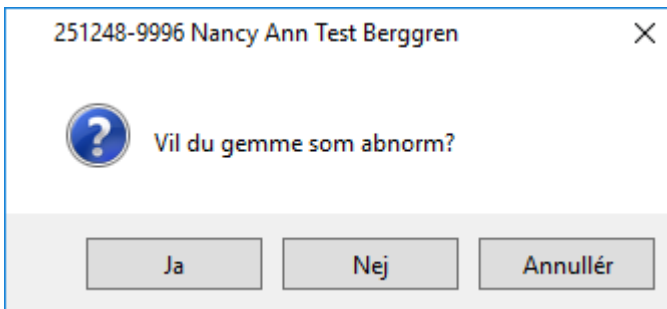 251248-9996 Nancy Ann Test Berggren
Vil du gemme som abnorm?
Ja
Nej
Annullér